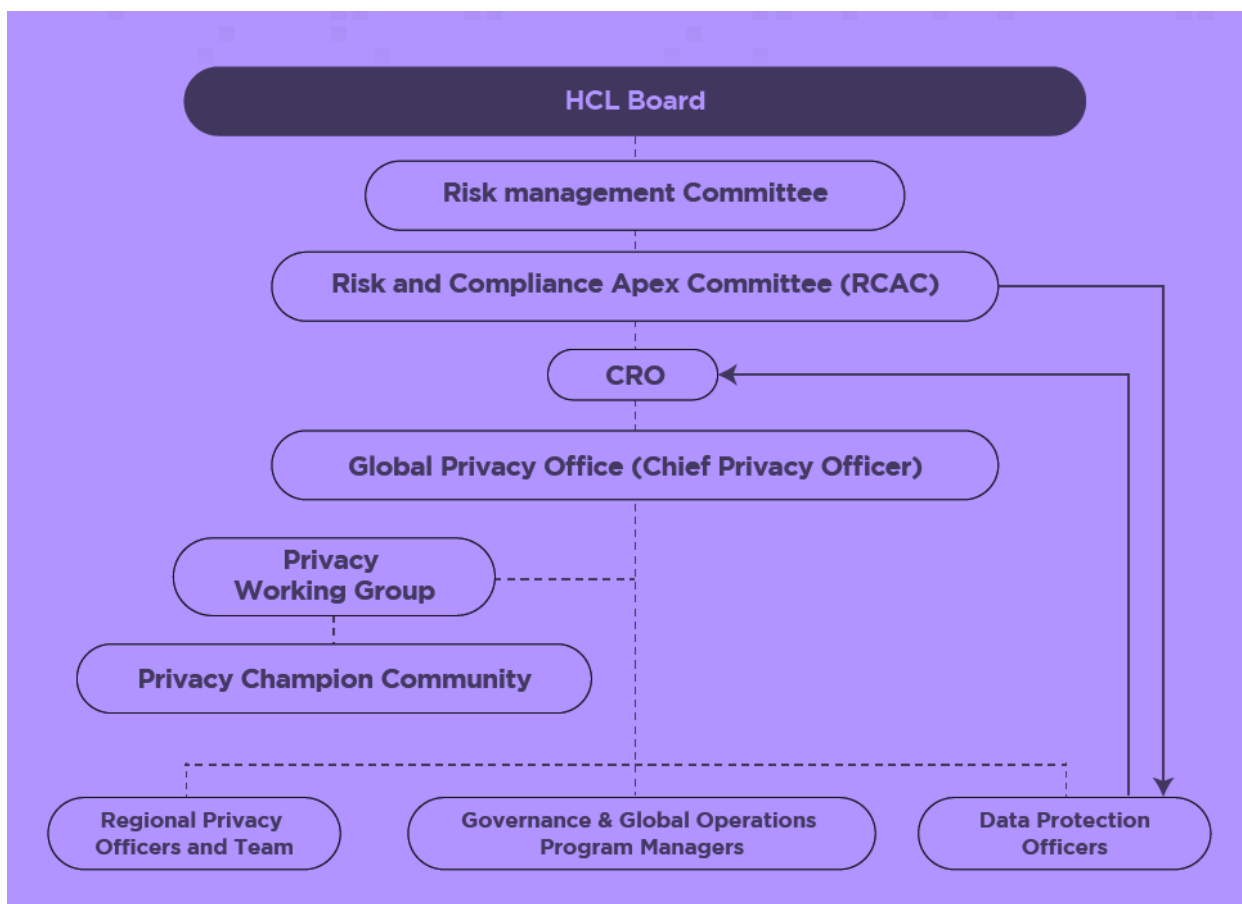 HCL Board
Risk management Committee
Risk and Compliance Apex Committee (RCAC)
CRO
Global Privacy Office (Chief Privacy Officer)
Privacy
Working Group
Privacy Champion Community
Regional Privacy
Officers and Team
Governance & Global Operations
Program Managers
Data Protection
Officers